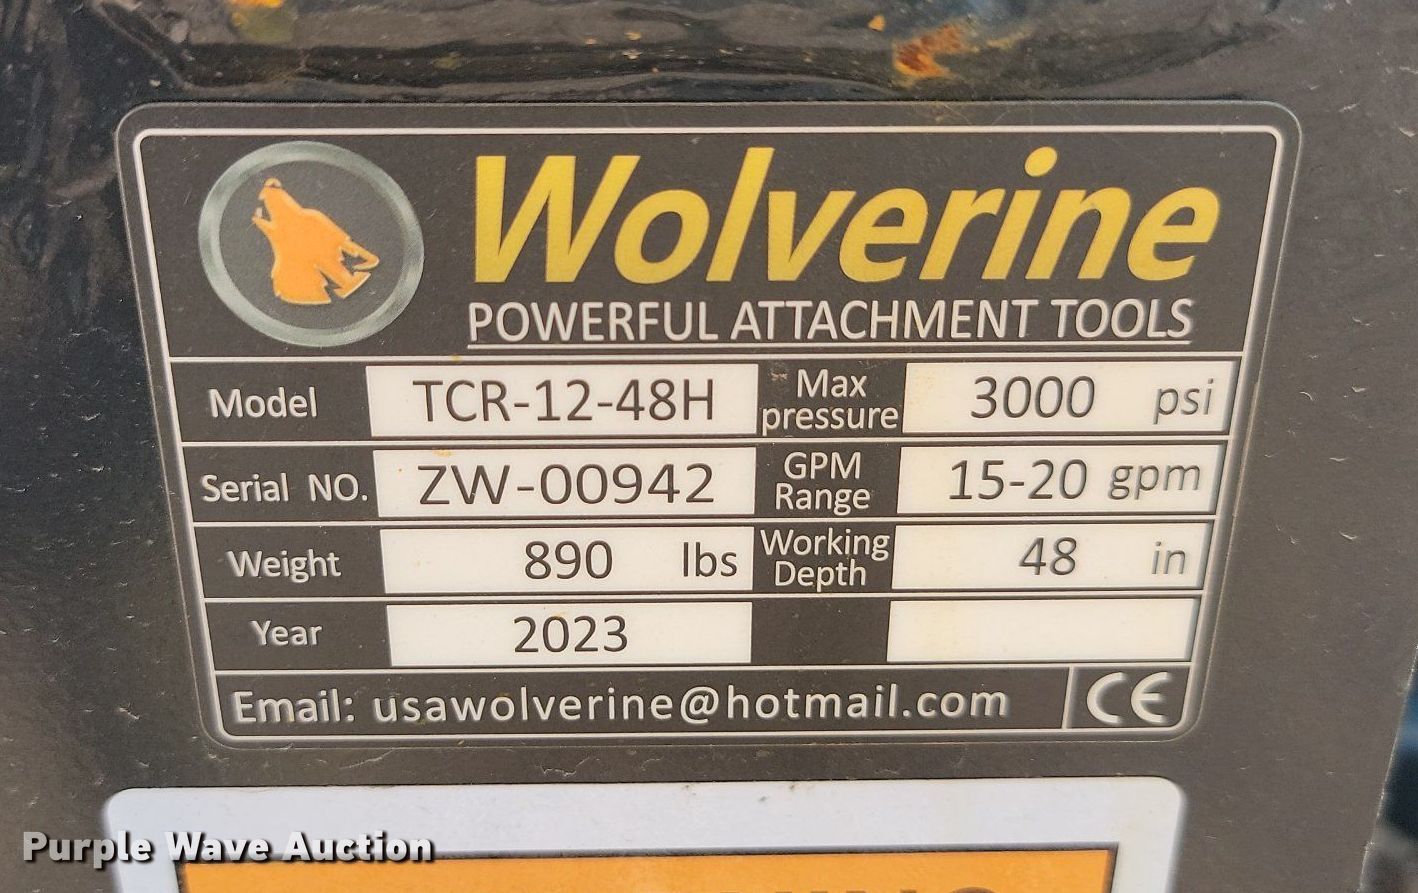 Wolverine
POWERFUL ATTACHMENT TOOLS
Model TCR-12-48H Max pressure 3000 psi
Serial NO. ZW-00942 GPM Range 15-20 gpm
Weight 890 lbs Working Depth 48 in
Year 2023
Email: usawolverine@hotmail.com CE
Purple Wave Auction